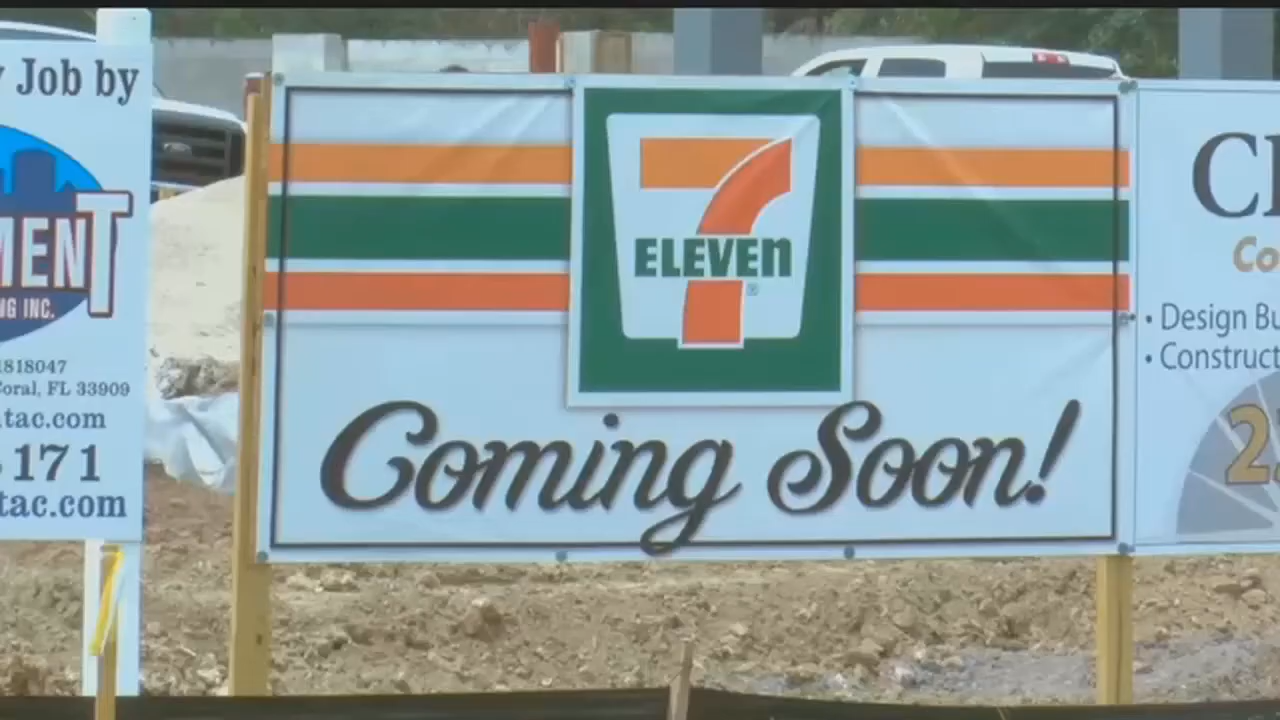 Job by
MENT
NG INC.
1818047
Coral, FL 33909
tac.com
171
tac.com
7
ELEVEn
®
Coming Soon!
Co
• Design Bu
• Construct
2